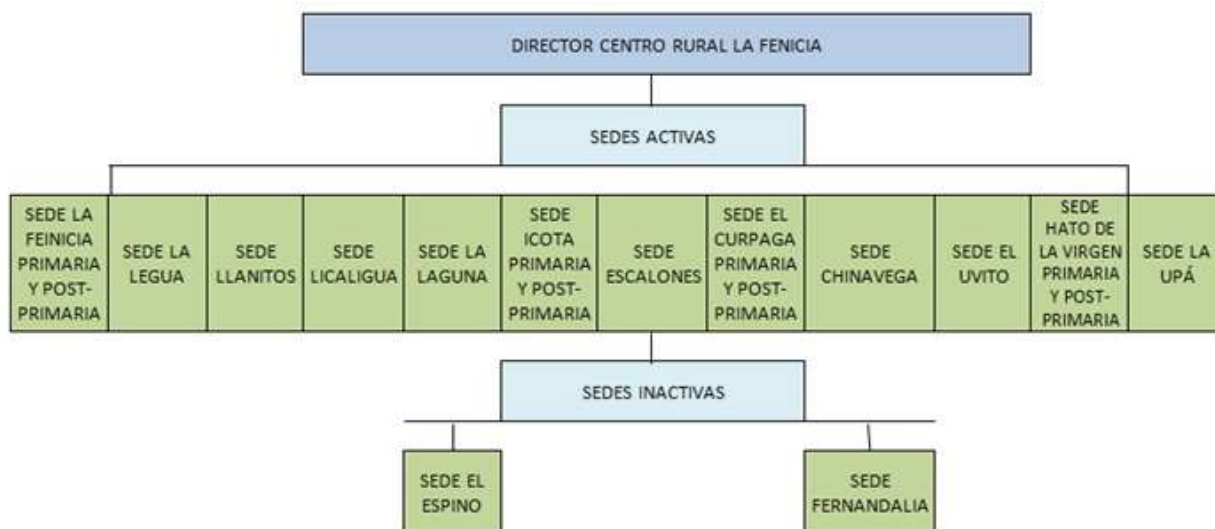 DIRECTOR CENTRO RURAL LA FENICIA
SEDES ACTIVAS
SEDE LA
FEINICIA
PRIMARIA
Y POST-
PRIMARIA
SEDE LA
LEGUA
SEDE
LLANITOS
SEDE
LICALIGUA
SEDE LA
LAGUNA
SEDE
ICOTA
PRIMARIA
Y POST-
PRIMARIA
SEDE
ESCALONES
SEDE EL
CURPAGA
PRIMARIA
Y POST-
PRIMARIA
SEDE
CHINAVEGA
SEDE EL
UVITO
SEDE
HATO DE
LA VIRGEN
PRIMARIA
Y POST-
PRIMARIA
SEDE LA
UPÁ
SEDES INACTIVAS
SEDE EL
ESPINO
SEDE
FERNANDALIA